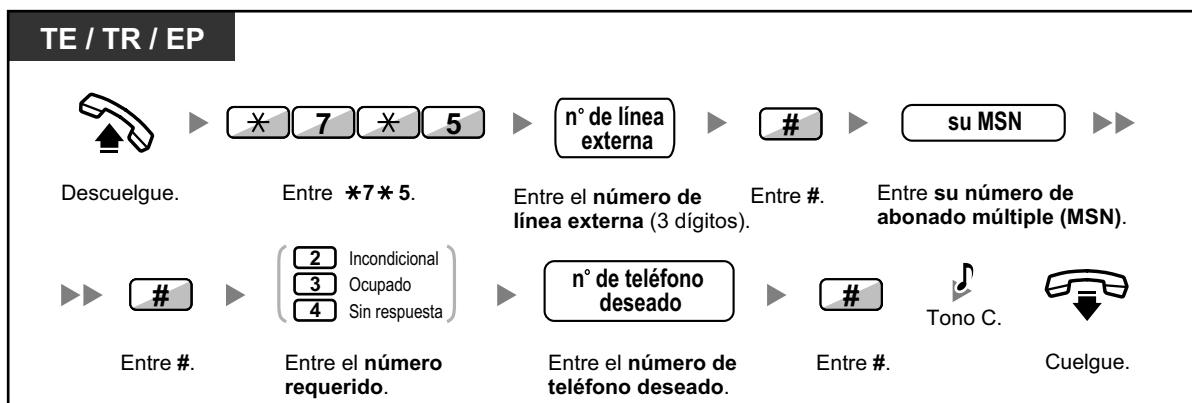 TE / TR / EP
✳ 7 ✳ 5
n° de línea
externa
#
su MSN
Descuelgue.
Entre ✳7✳ 5.
Entre el número de
línea externa (3 dígitos).
Entre #.
Entre su número de
abonado múltiple (MSN).
#
2 Incondicional
3 Ocupado
4 Sin respuesta
n° de teléfono
deseado
#
Tono C.
Entre #.
Entre el número
requerido.
Entre el número de
teléfono deseado.
Entre #.
Cuelgue.